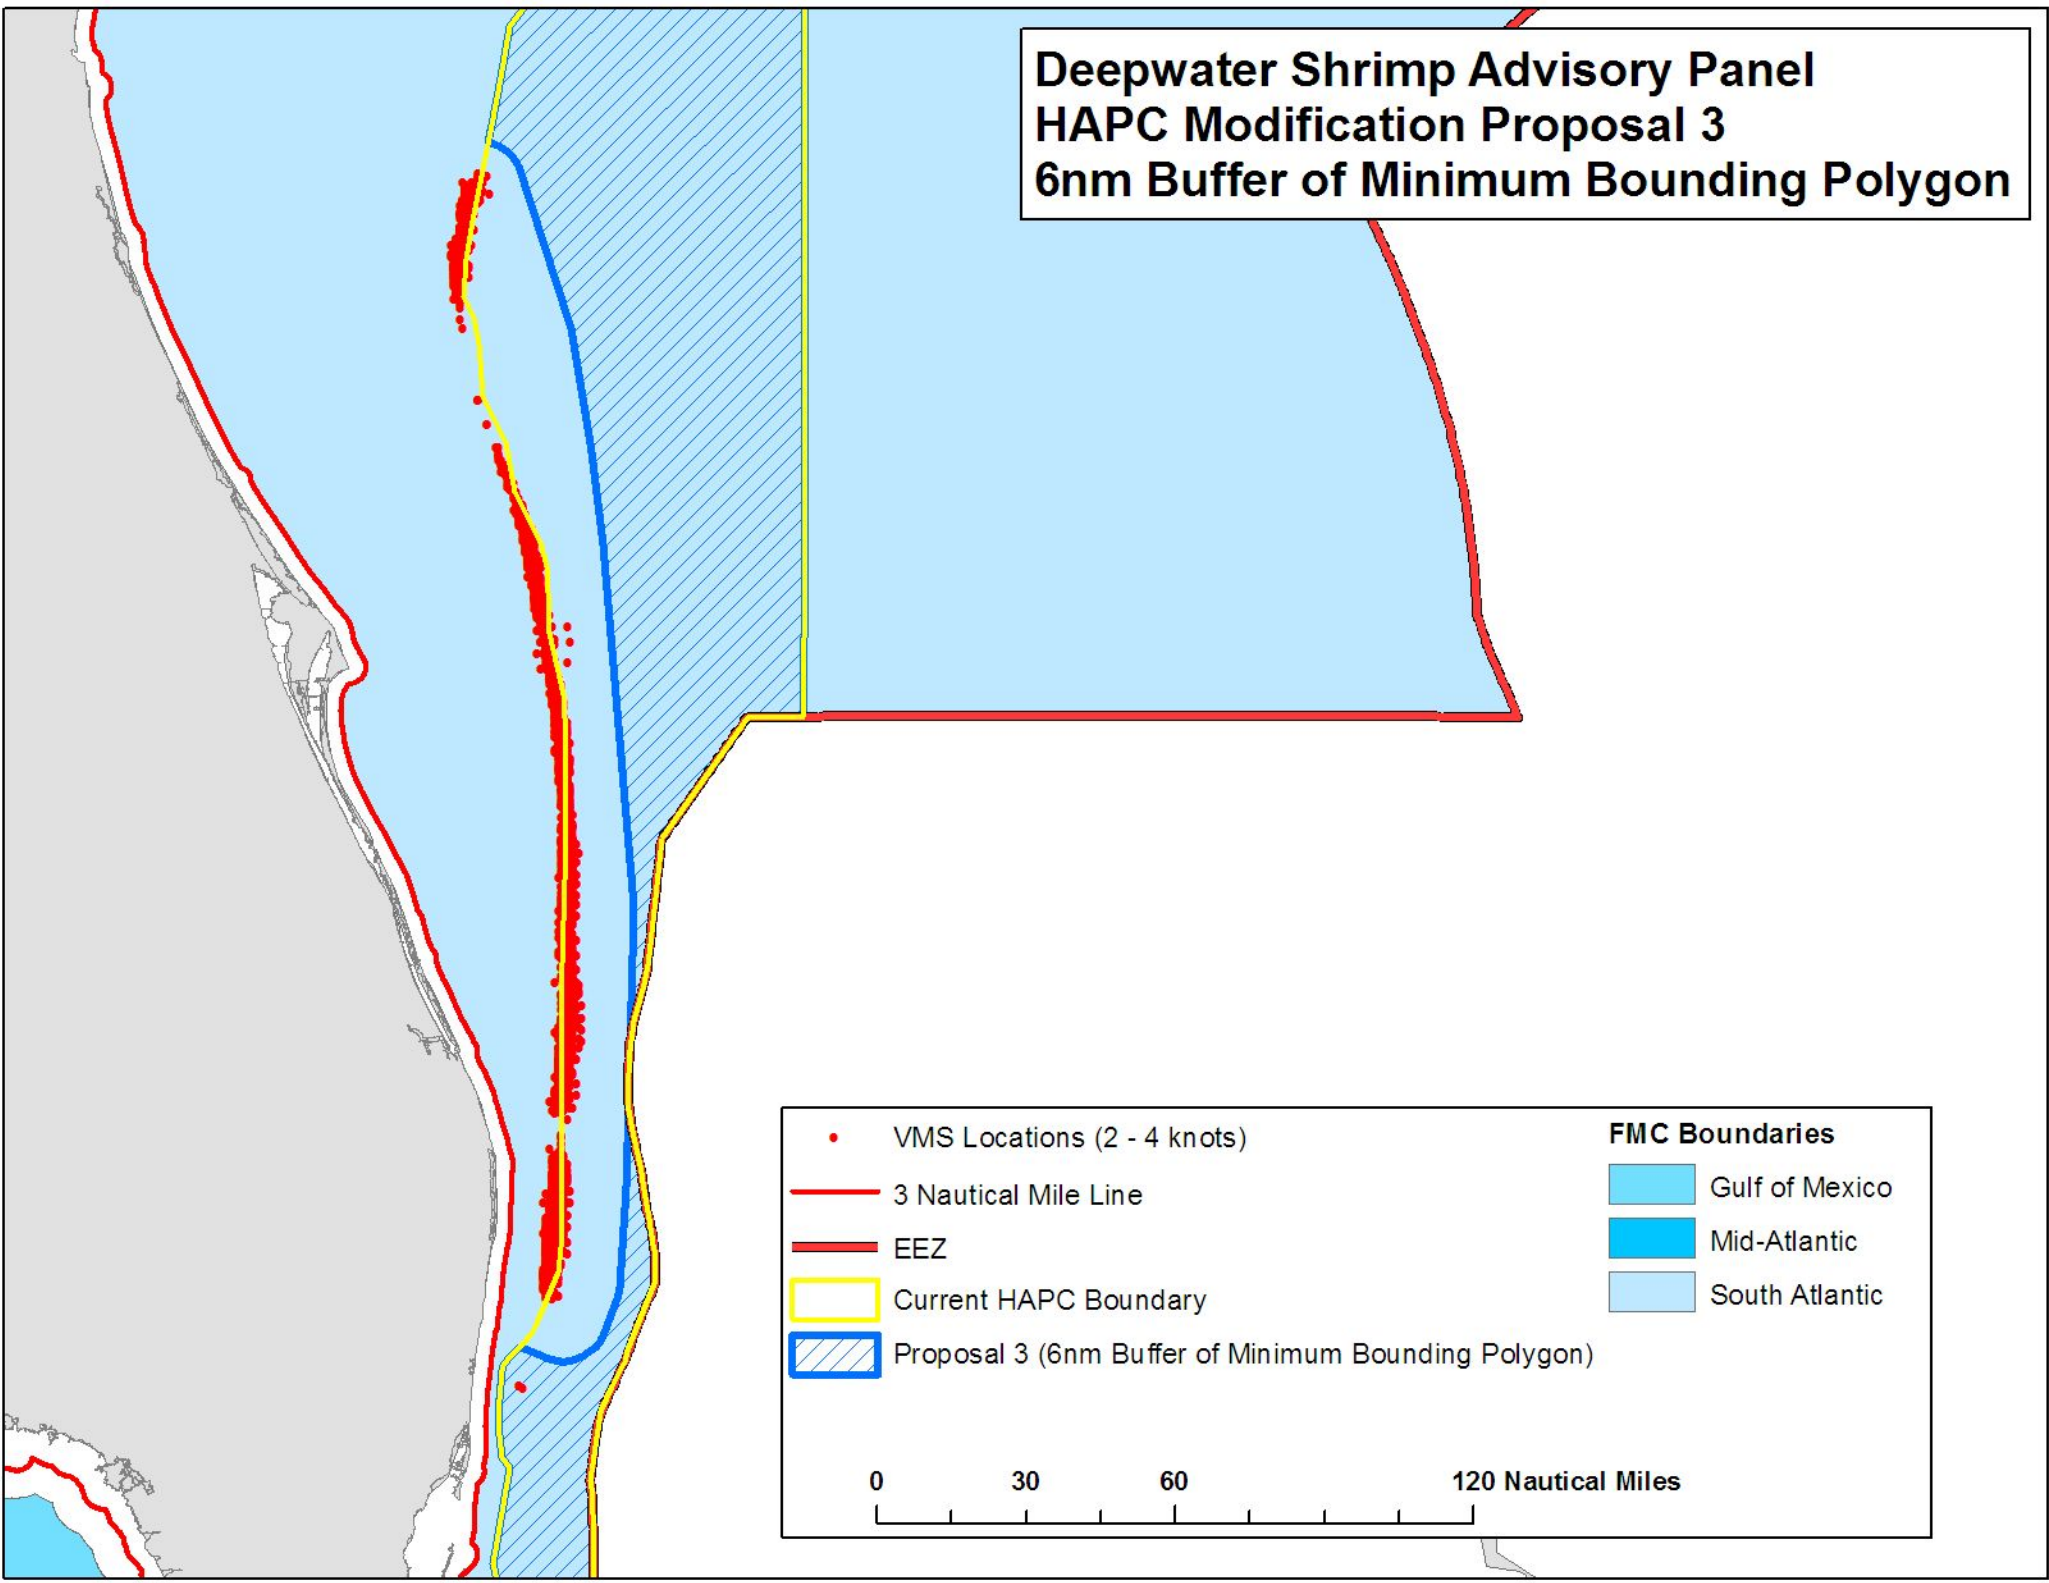 Deepwater Shrimp Advisory Panel
HAPC Modification Proposal 3
6nm Buffer of Minimum Bounding Polygon
VMS Locations (2 - 4 knots)
3 Nautical Mile Line
EEZ
Current HAPC Boundary
Proposal 3 (6nm Buffer of Minimum Bounding Polygon)
FMC Boundaries
Gulf of Mexico
Mid-Atlantic
South Atlantic
0 30 60 120 Nautical Miles